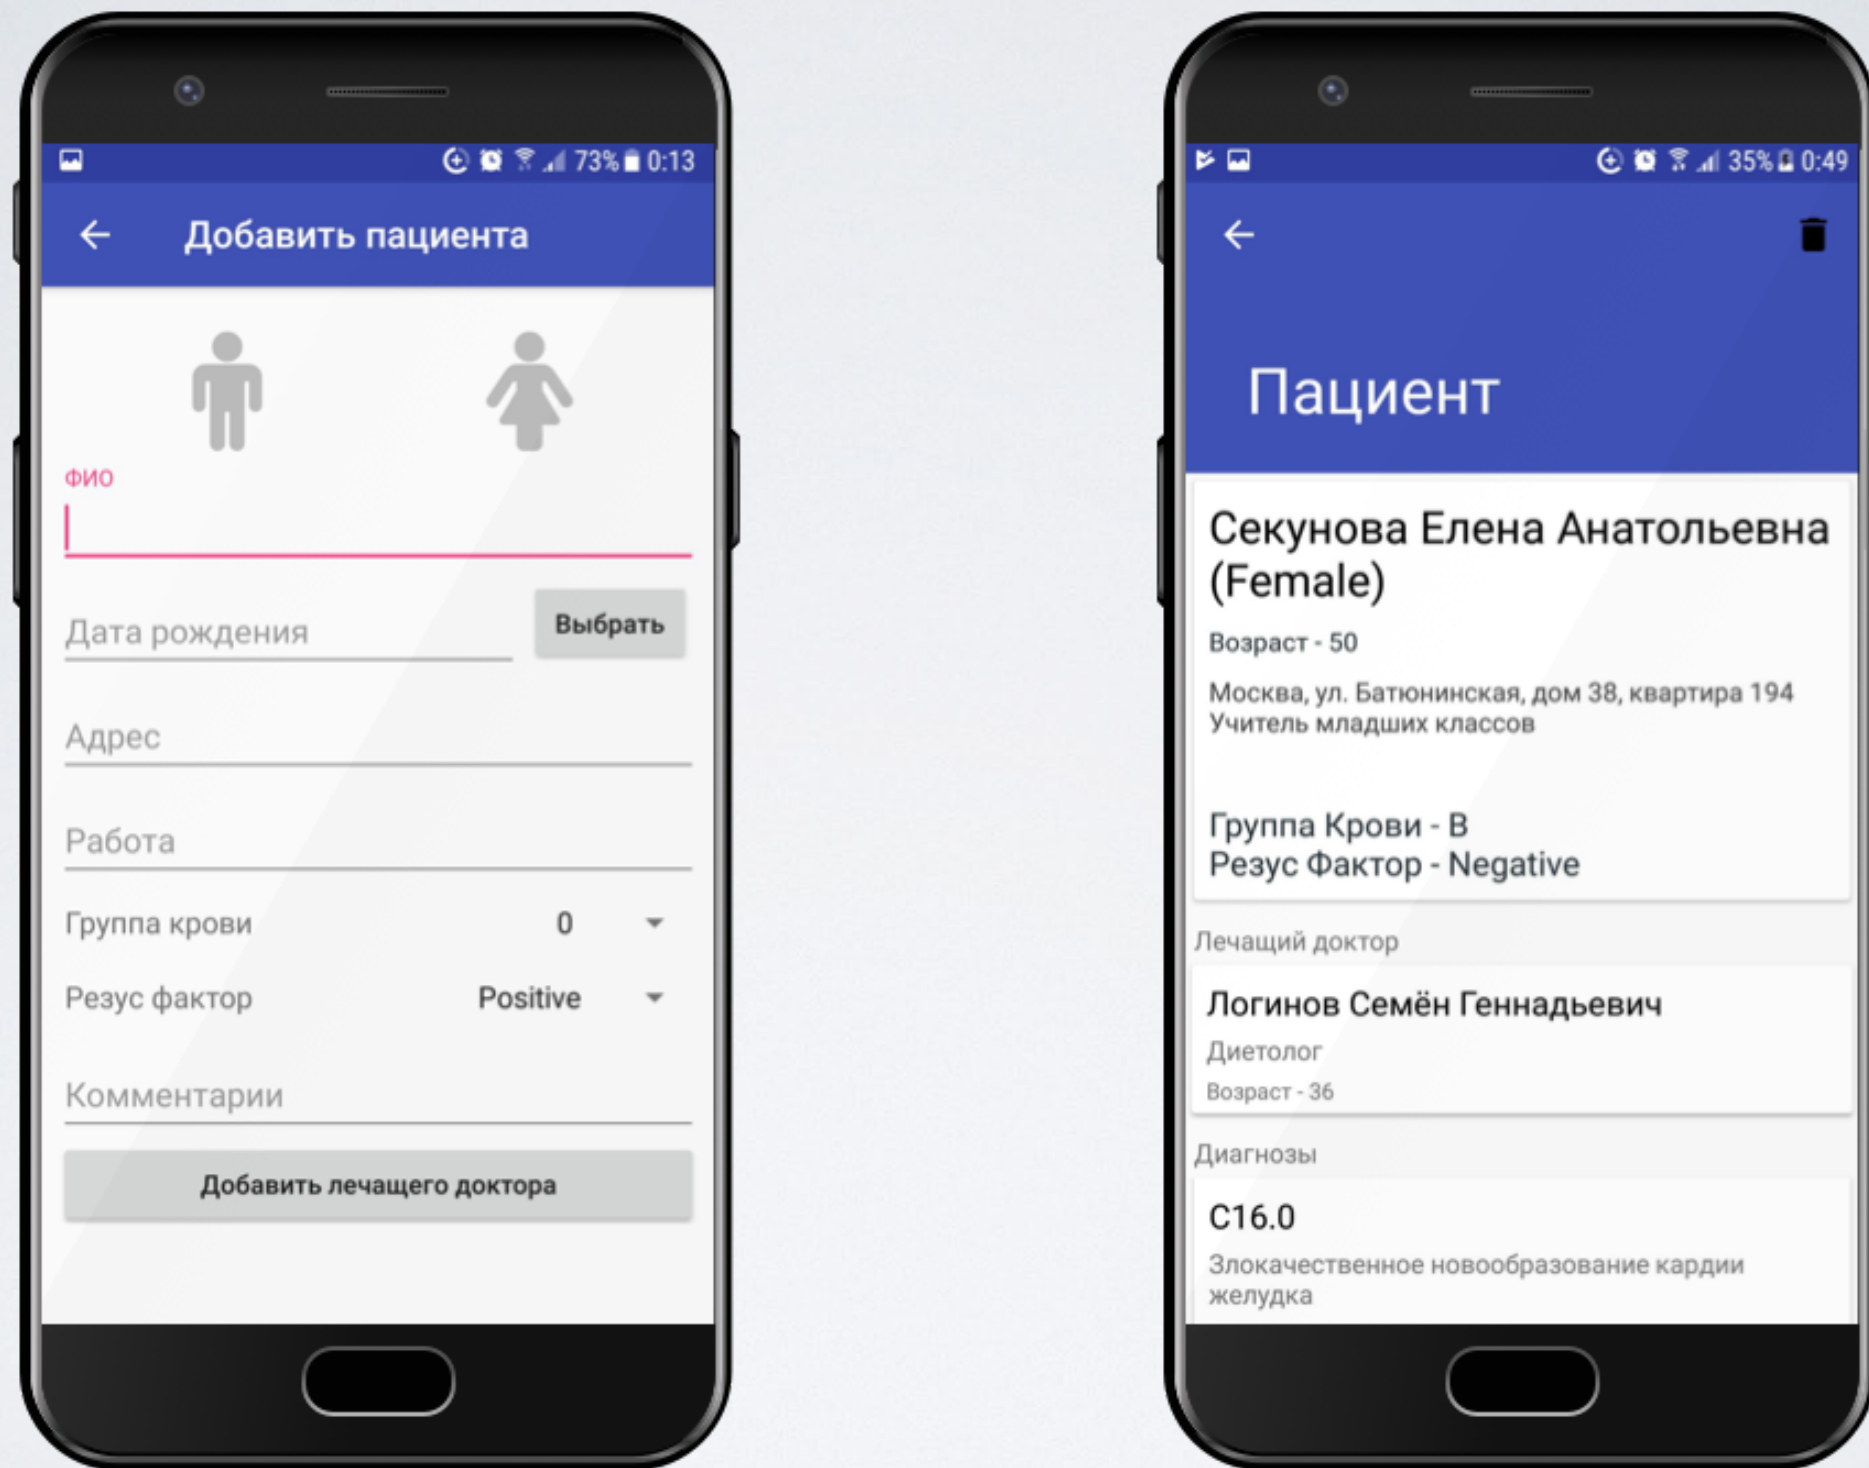 73% 0:13
Добавить пациента
ФИО
Дата рождения
Выбрать
Адрес
Работа
Группа крови 0
Резус фактор Positive
Комментарии
Добавить лечащего доктора
35% 0:49
Пациент
Секунова Елена Анатольевна
(Female)
Возраст - 50
Москва, ул. Батюнинская, дом 38, квартира 194
Учитель младших классов
Группа Крови - B
Резус Фактор - Negative
Лечащий доктор
Логинов Семён Геннадьевич
Диетолог
Возраст - 36
Диагнозы
C16.0
Злокачественное новообразование кардии
желудка